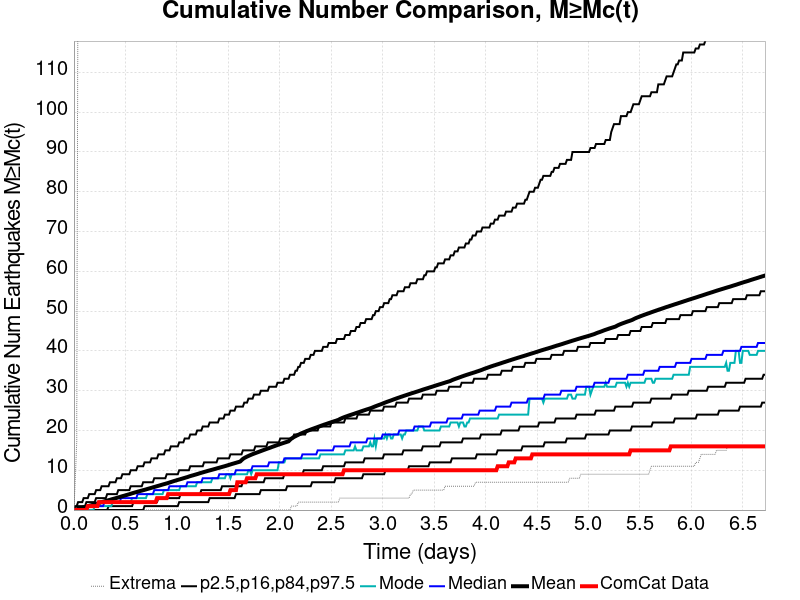 Cumulative Number Comparison, M≥Mc(t)
Cumulative Num Earthquakes M≥Mc(t)
110
100
90
80
70
60
50
40
30
20
10
0
0.0 0.5 1.0 1.5 2.0 2.5 3.0 3.5 4.0 4.5 5.0 5.5 6.0 6.5
Time (days)
Extrema p2.5,p16,p84,p97.5 Mode Median Mean ComCat Data